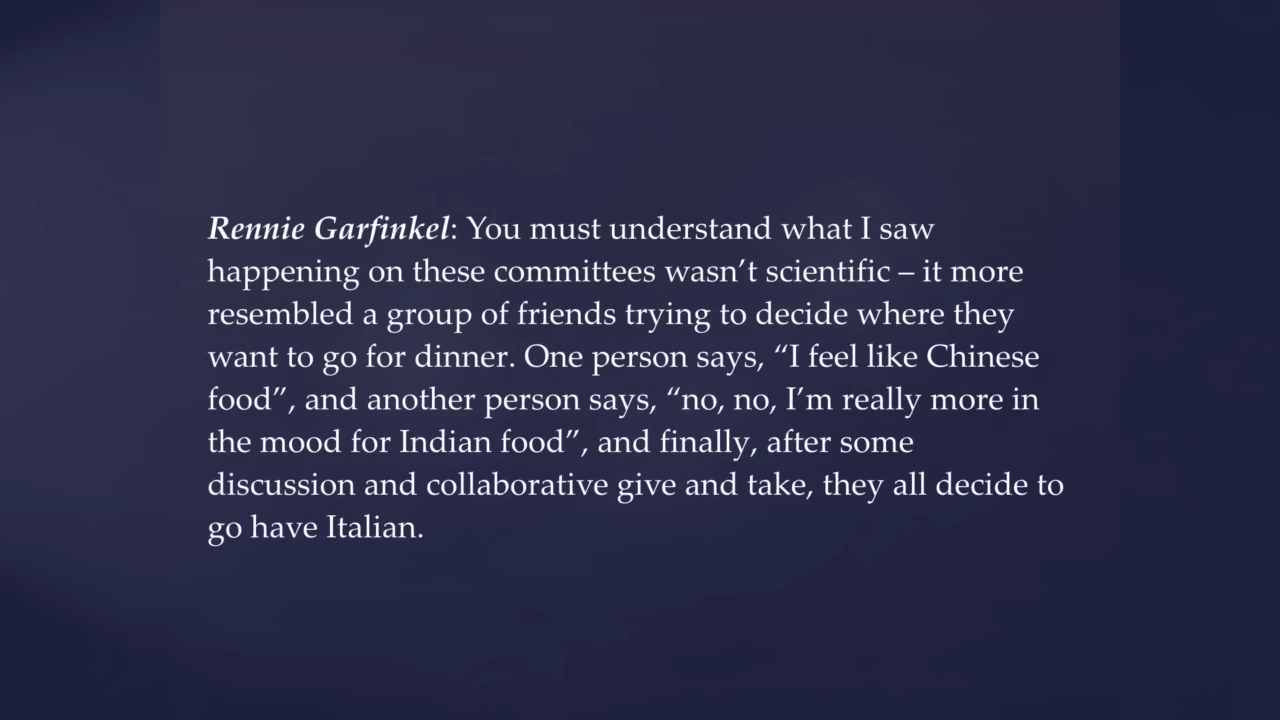 Rennie Garfinkel: You must understand what I saw
happening on these committees wasn’t scientific – it more
resembled a group of friends trying to decide where they
want to go for dinner. One person says, “I feel like Chinese
food”, and another person says, “no, no, I’m really more in
the mood for Indian food”, and finally, after some
discussion and collaborative give and take, they all decide to
go have Italian.